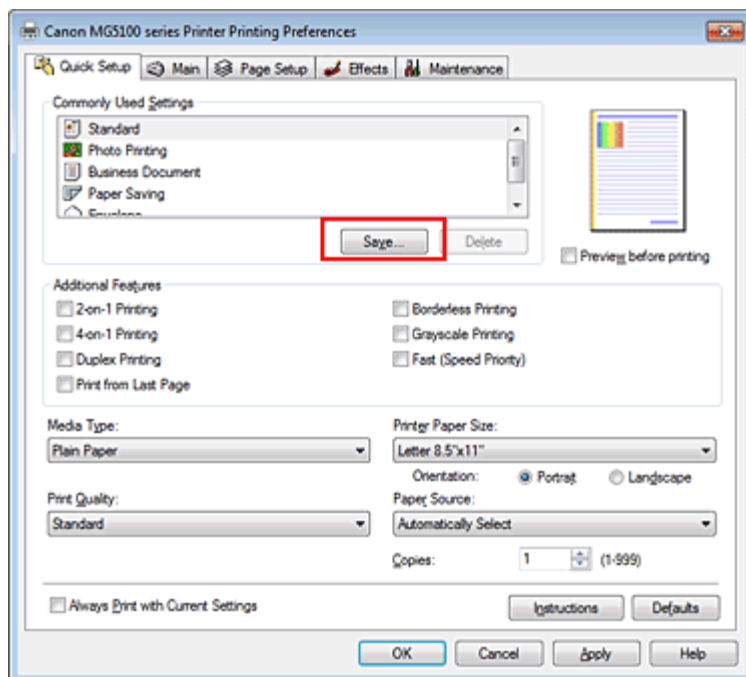 Canon MG5100 series Printer Printing Preferences
Quick Setup Main Page Setup Effects Maintenance
Commonly Used Settings
Standard
Photo Printing
Business Document
Paper Saving
Envelope
Save... Delete
Preview before printing
Additional Features
2-on-1 Printing Borderless Printing
4-on-1 Printing Grayscale Printing
Duplex Printing Fast (Speed Priority)
Print from Last Page
Media Type: Printer Paper Size:
Plain Paper Letter 8.5"x11"
Orientation: Portrait Landscape
Print Quality: Paper Source:
Standard Automatically Select
Copies: 1 (1-999)
Always Print with Current Settings Instructions Defaults
OK Cancel Apply Help